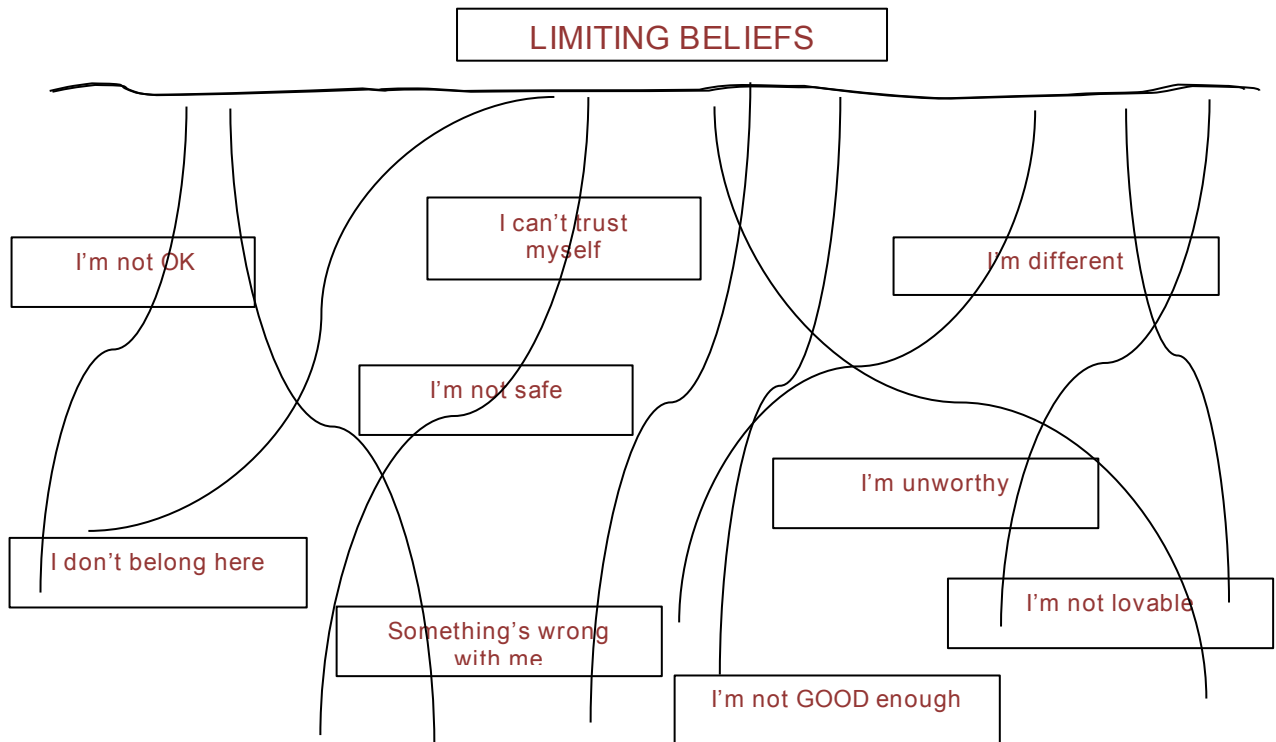 LIMITING BELIEFS
I can't trust
myself
I'm not OK
I'm different
I'm not safe
I'm unworthy
I don't belong here
I'm not lovable
Something's wrong
with me
I'm not GOOD enough